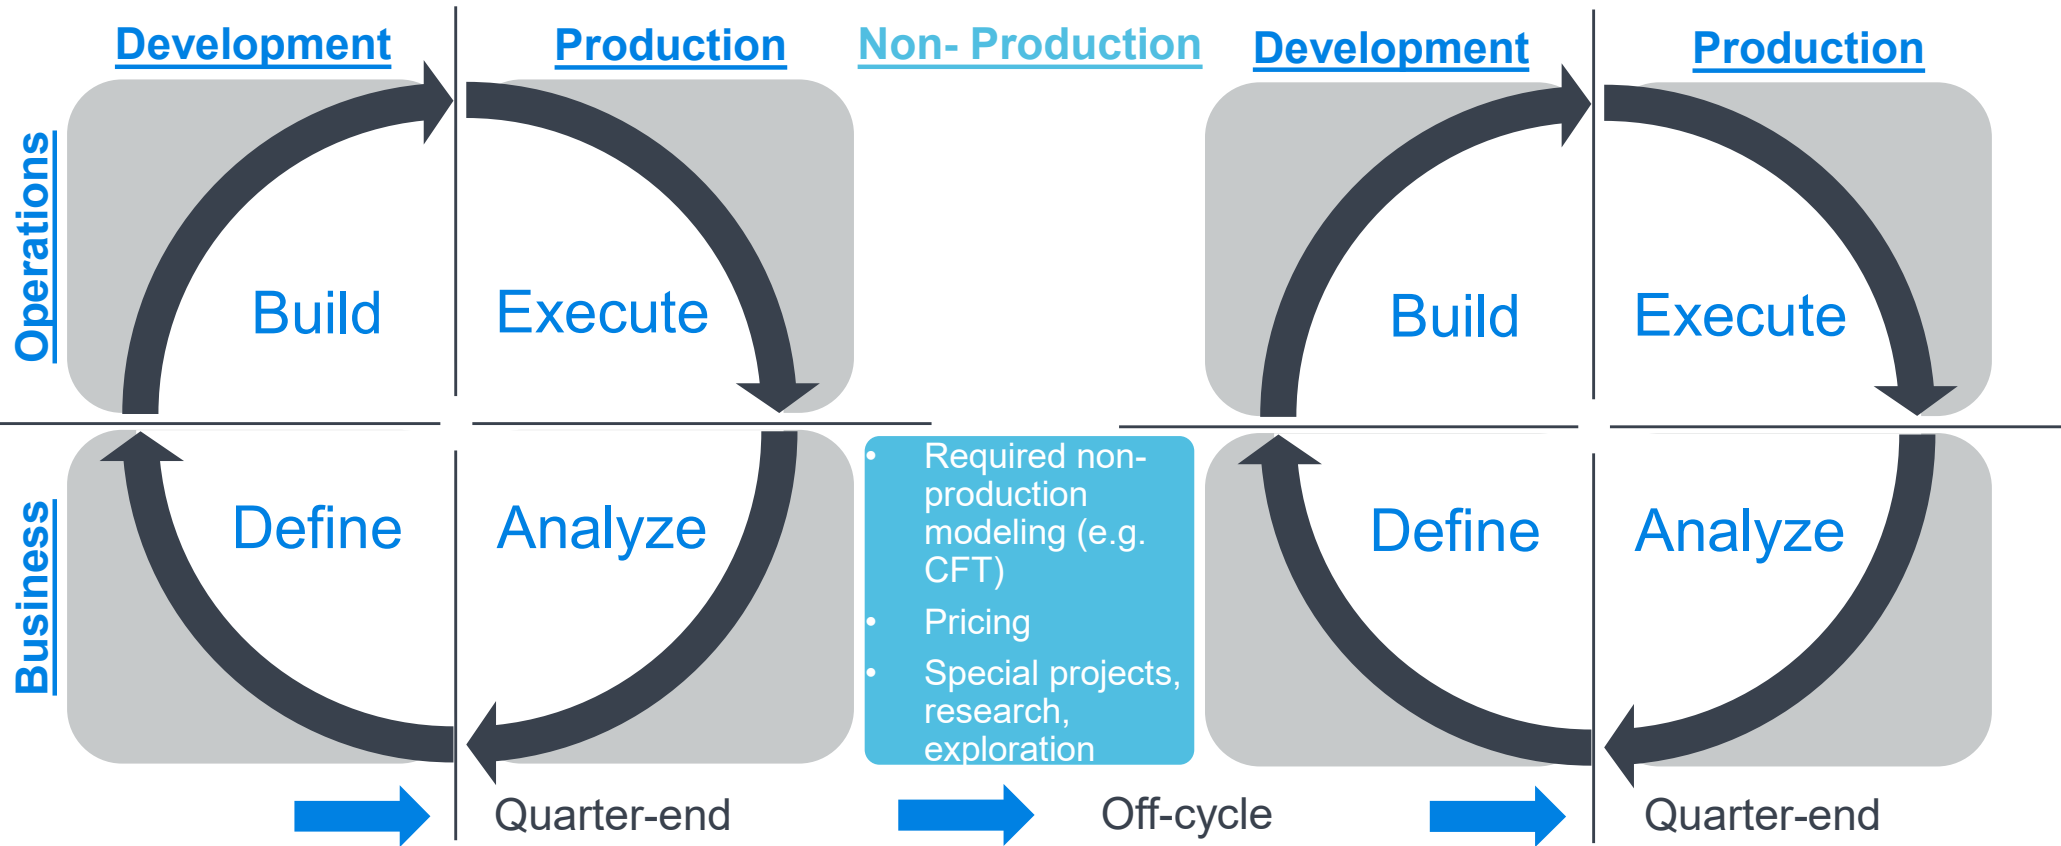 Development
Production
Non- Production
Development
Production
Operations
Build
Execute
Build
Execute
Business
Define
Analyze
• Required non-
production
modeling (e.g.
CFT)
• Pricing
• Special projects,
research,
exploration
Define
Analyze
Quarter-end
Off-cycle
Quarter-end